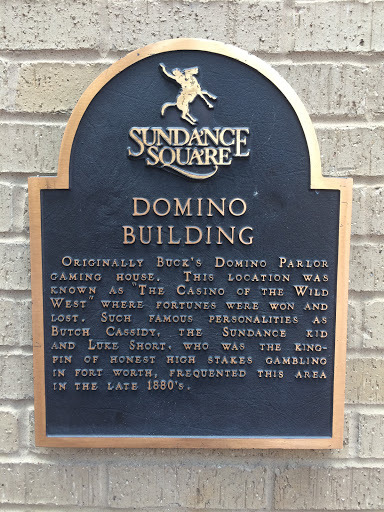 SUNDANCE
SQUARE
DOMINO
BUILDING
ORIGINALLY BUCK'S DOMINO PARLOR
GAMING HOUSE. THIS LOCATION WAS
KNOWN AS "THE CASINO OF THE WILD
WEST" WHERE FORTUNES WERE WON AND
LOST. SUCH FAMOUS PERSONALITIES AS
BUTCH CASSIDY, THE SUNDANCE KID
AND LUKE SHORT, WHO WAS THE KING-
PIN OF HONEST HIGH STAKES GAMBLING
IN FORT WORTH, FREQUENTED THIS AREA
IN THE LATE 1880'S.